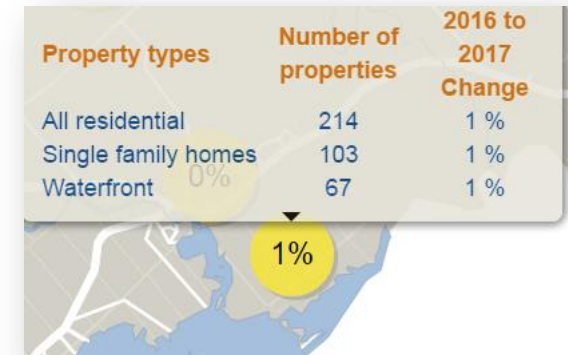 Property types Number of properties 2016 to 2017 Change
All residential 214 1 %
Single family homes 103 1 %
Waterfront 67 1 %
0%
1%